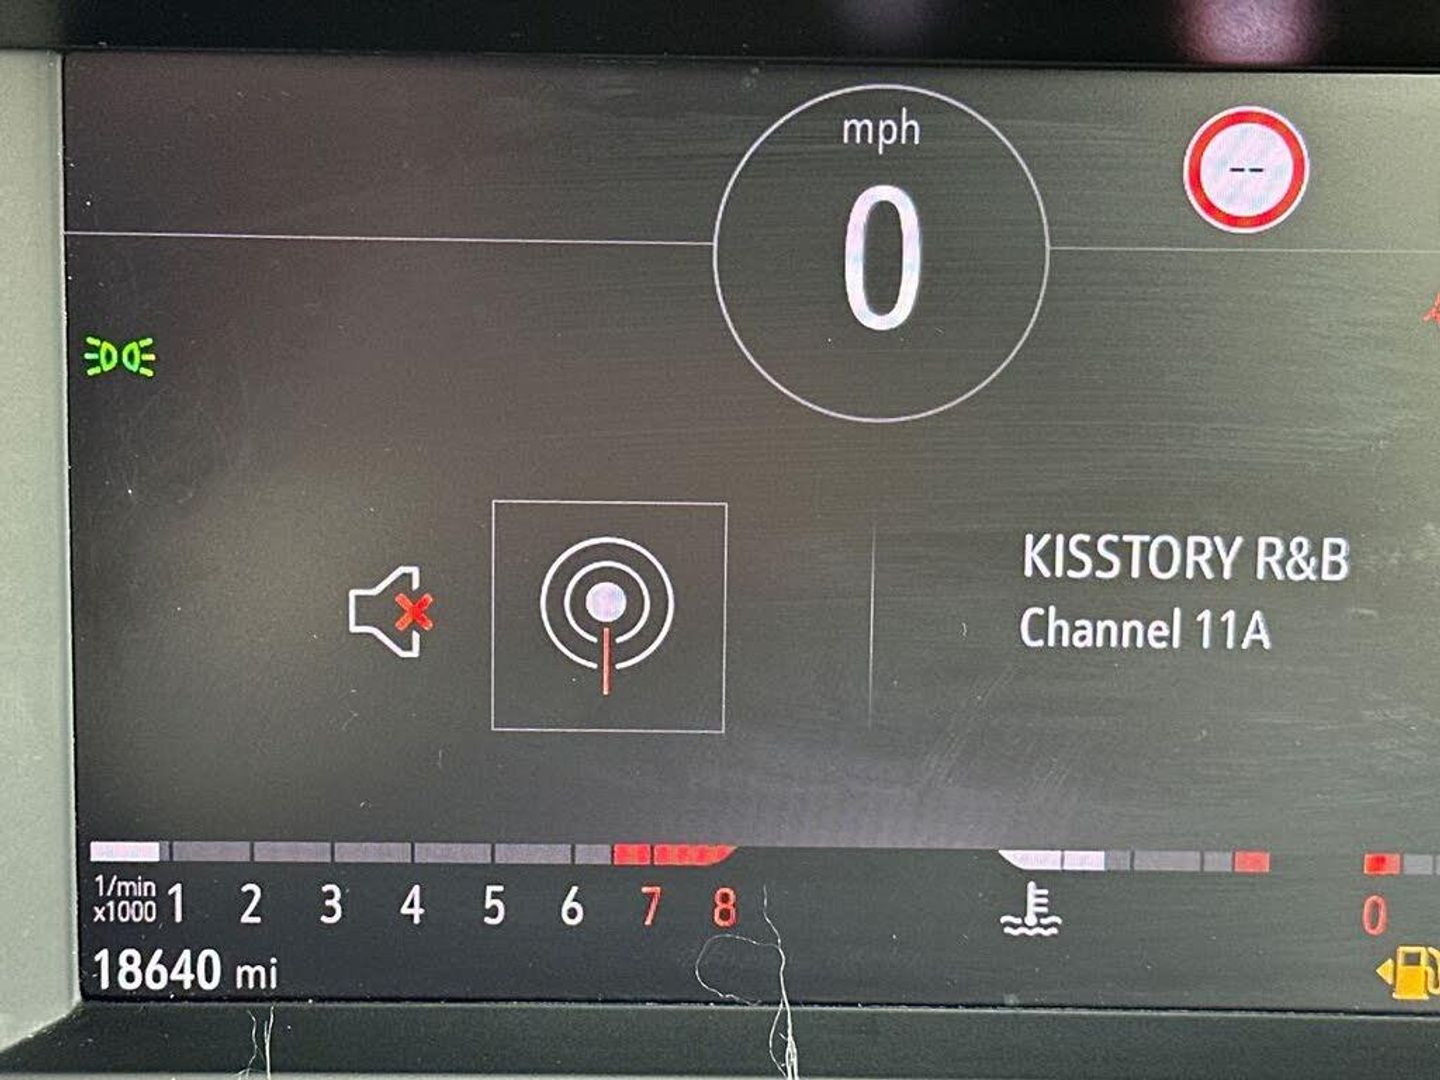 mph
0
--
KISSTORY R&B
Channel 11A
1/min
x1000 1 2 3 4 5 6 7 8
0
18640 mi